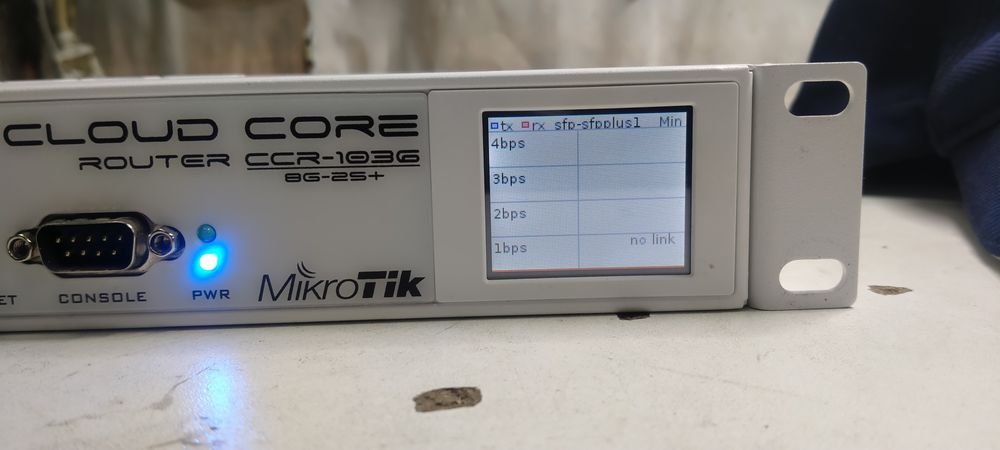 CLOUD CORE
ROUTER CCR-1036
8G-2S+
ET CONSOLE PWR
MikroTik
tx rx sfp-sfpplus1 Min
4bps
3bps
2bps
no link
1bps